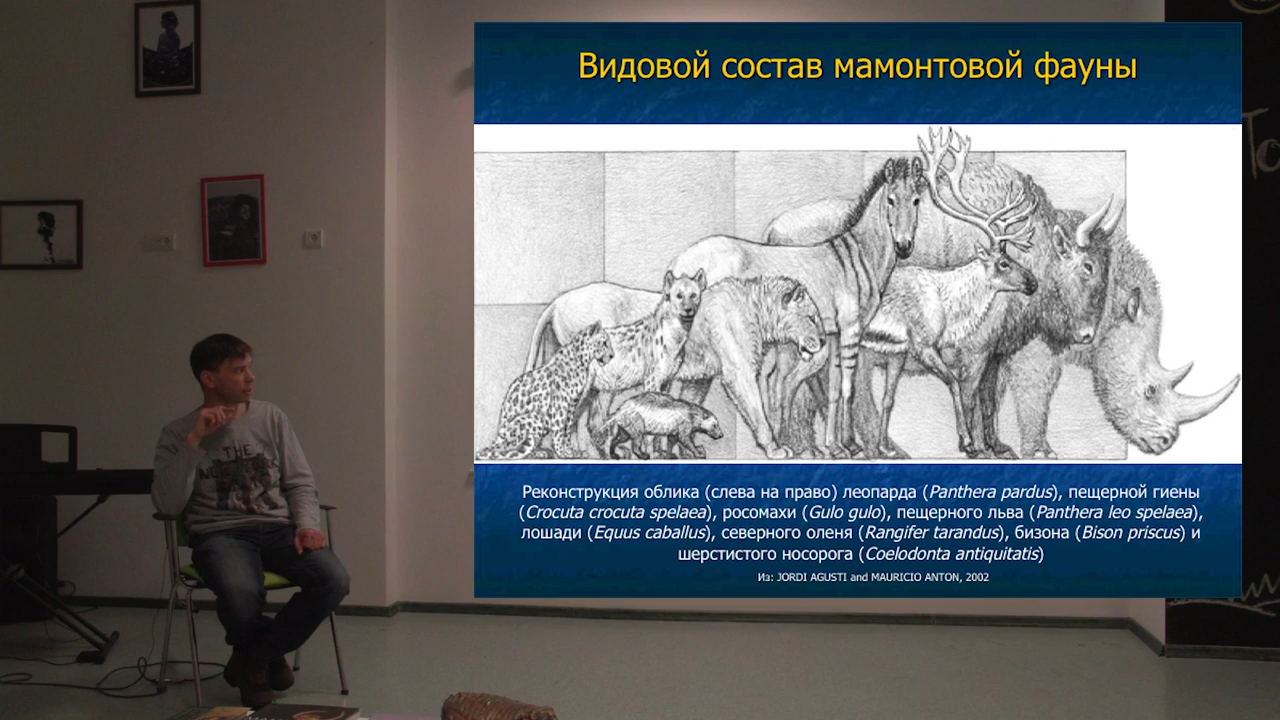 Видовой состав мамонтовой фауны
Реконструкция облика (слева на право) леопарда (Panthera pardus), пещерной гиены
(Crocuta crocuta spelaea), росомахи (Gulo gulo), пещерного льва (Panthera leo spelaea),
лошади (Equus caballus), северного оленя (Rangifer tarandus), бизона (Bison priscus) и
шерстистого носорога (Coelodonta antiquitatis)
Из: JORDI AGUSTI and MAURICIO ANTON, 2002
THE